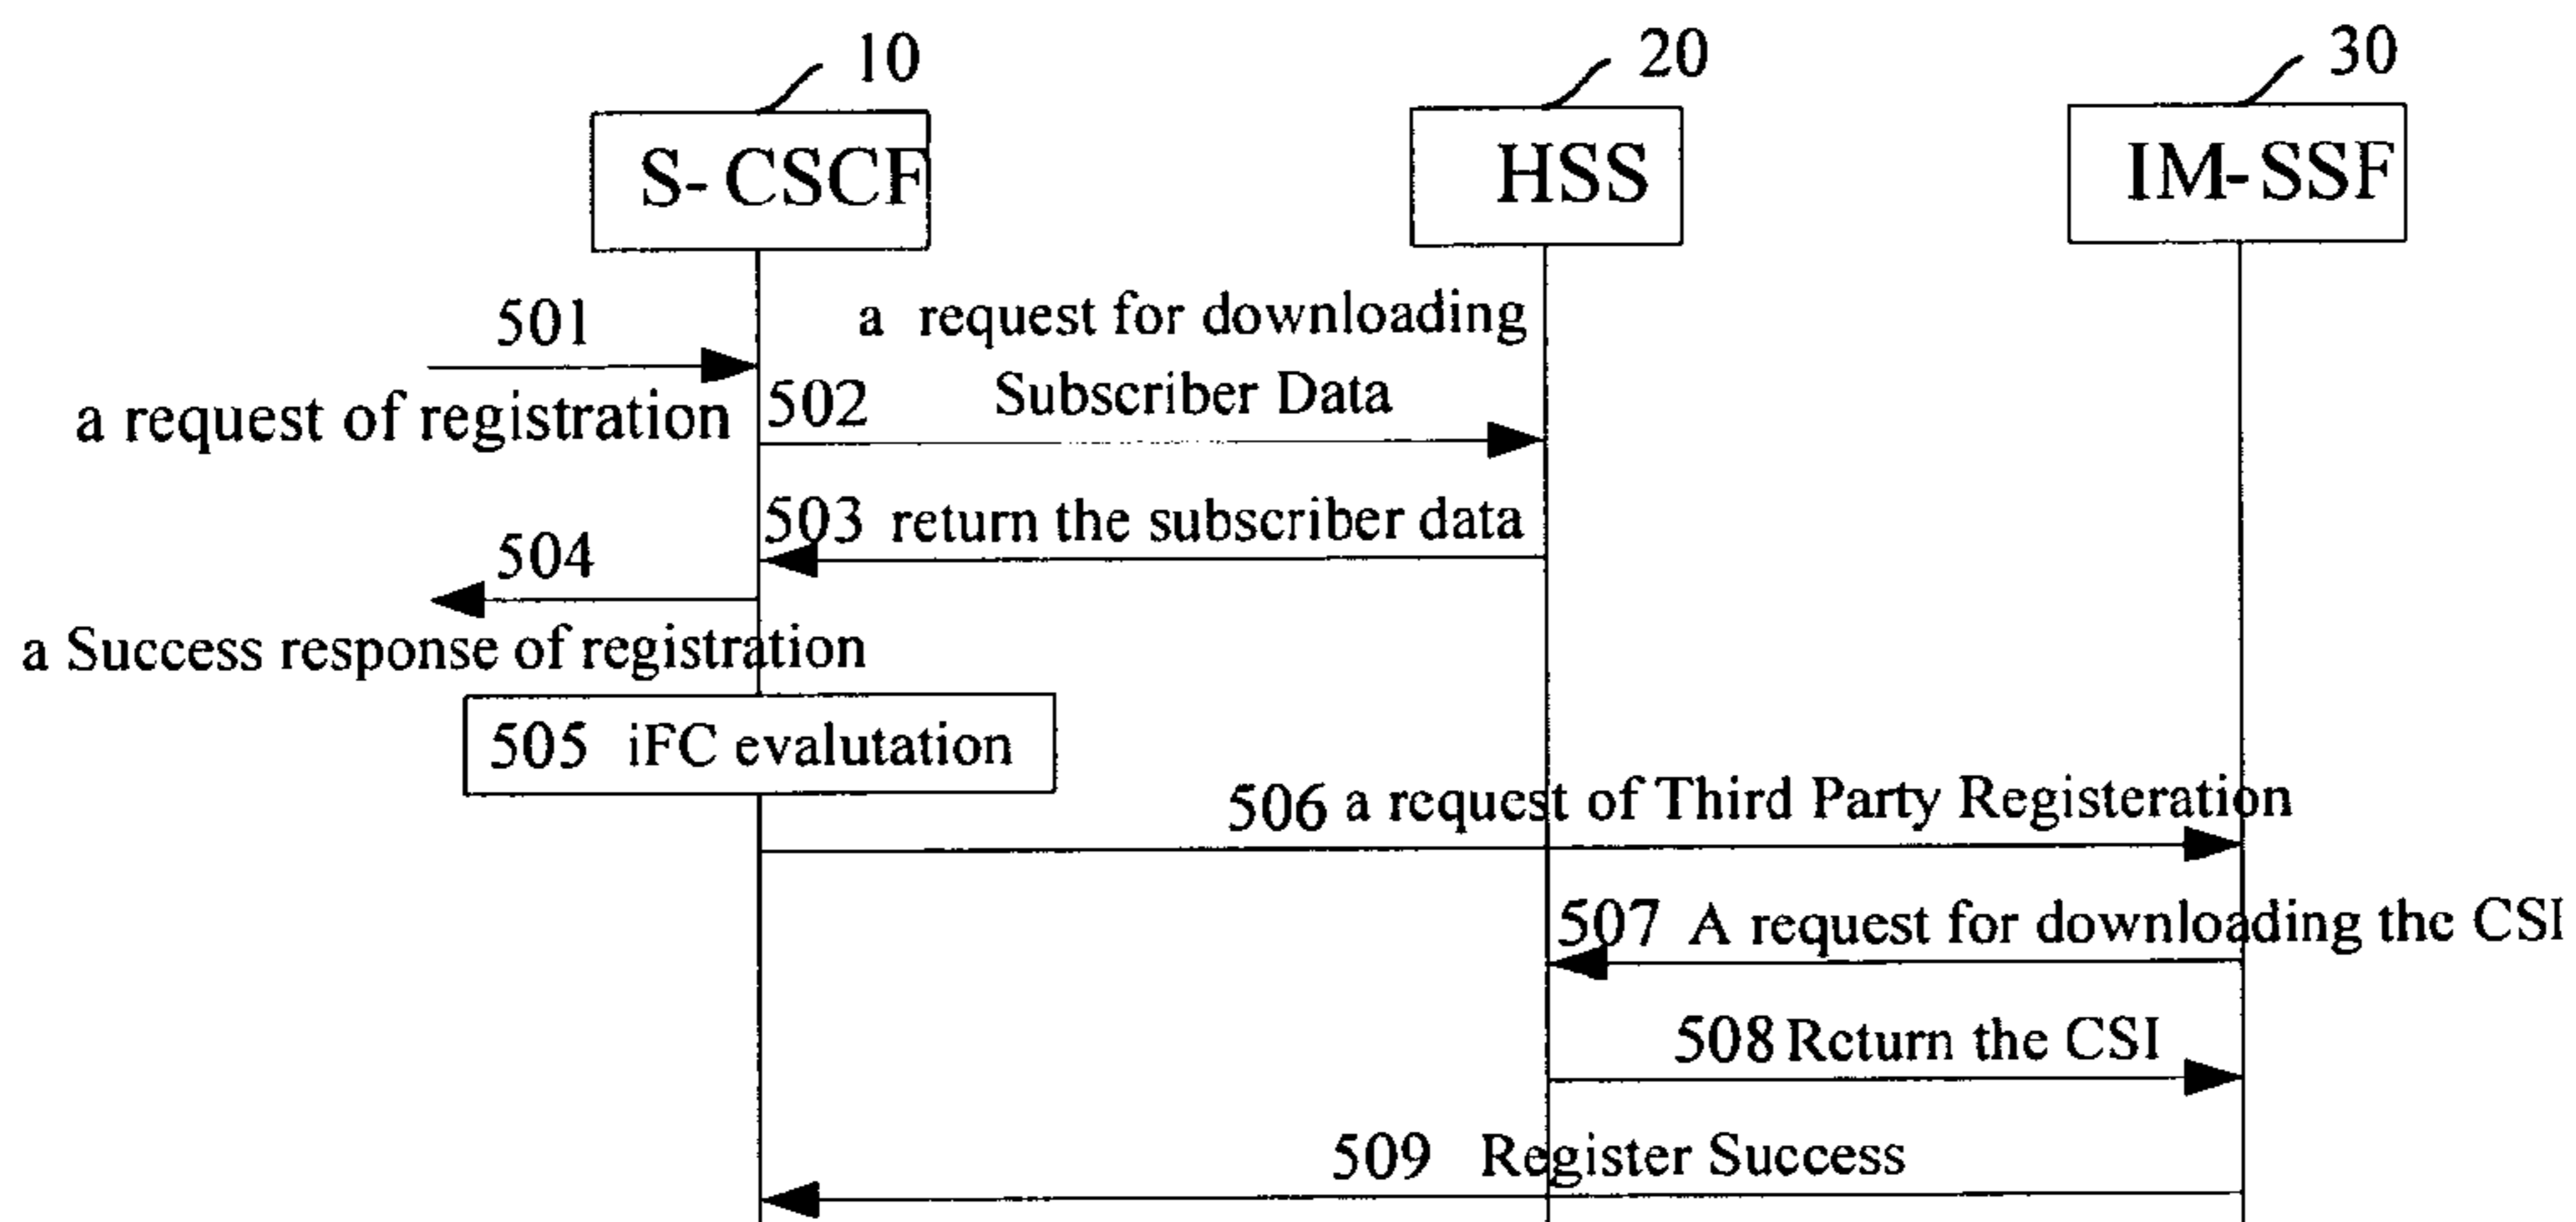 10
20
30
S-CSCF
HSS
IM-SSF
501
a request for downloading
Subscriber Data
a request of registration
502
503 return the subscriber data
504
a Success response of registration
505 iFC evalutation
506 a request of Third Party Registeration
507 A request for downloading the CSI
508 Return the CSI
509 Register Success